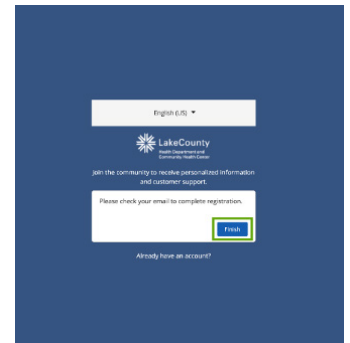 English (US)
LakeCounty
Health Department and
Community Health Center
Join the community to receive personalized information
and customer support.
Please check your email to complete registration.
Finish
Already have an account?